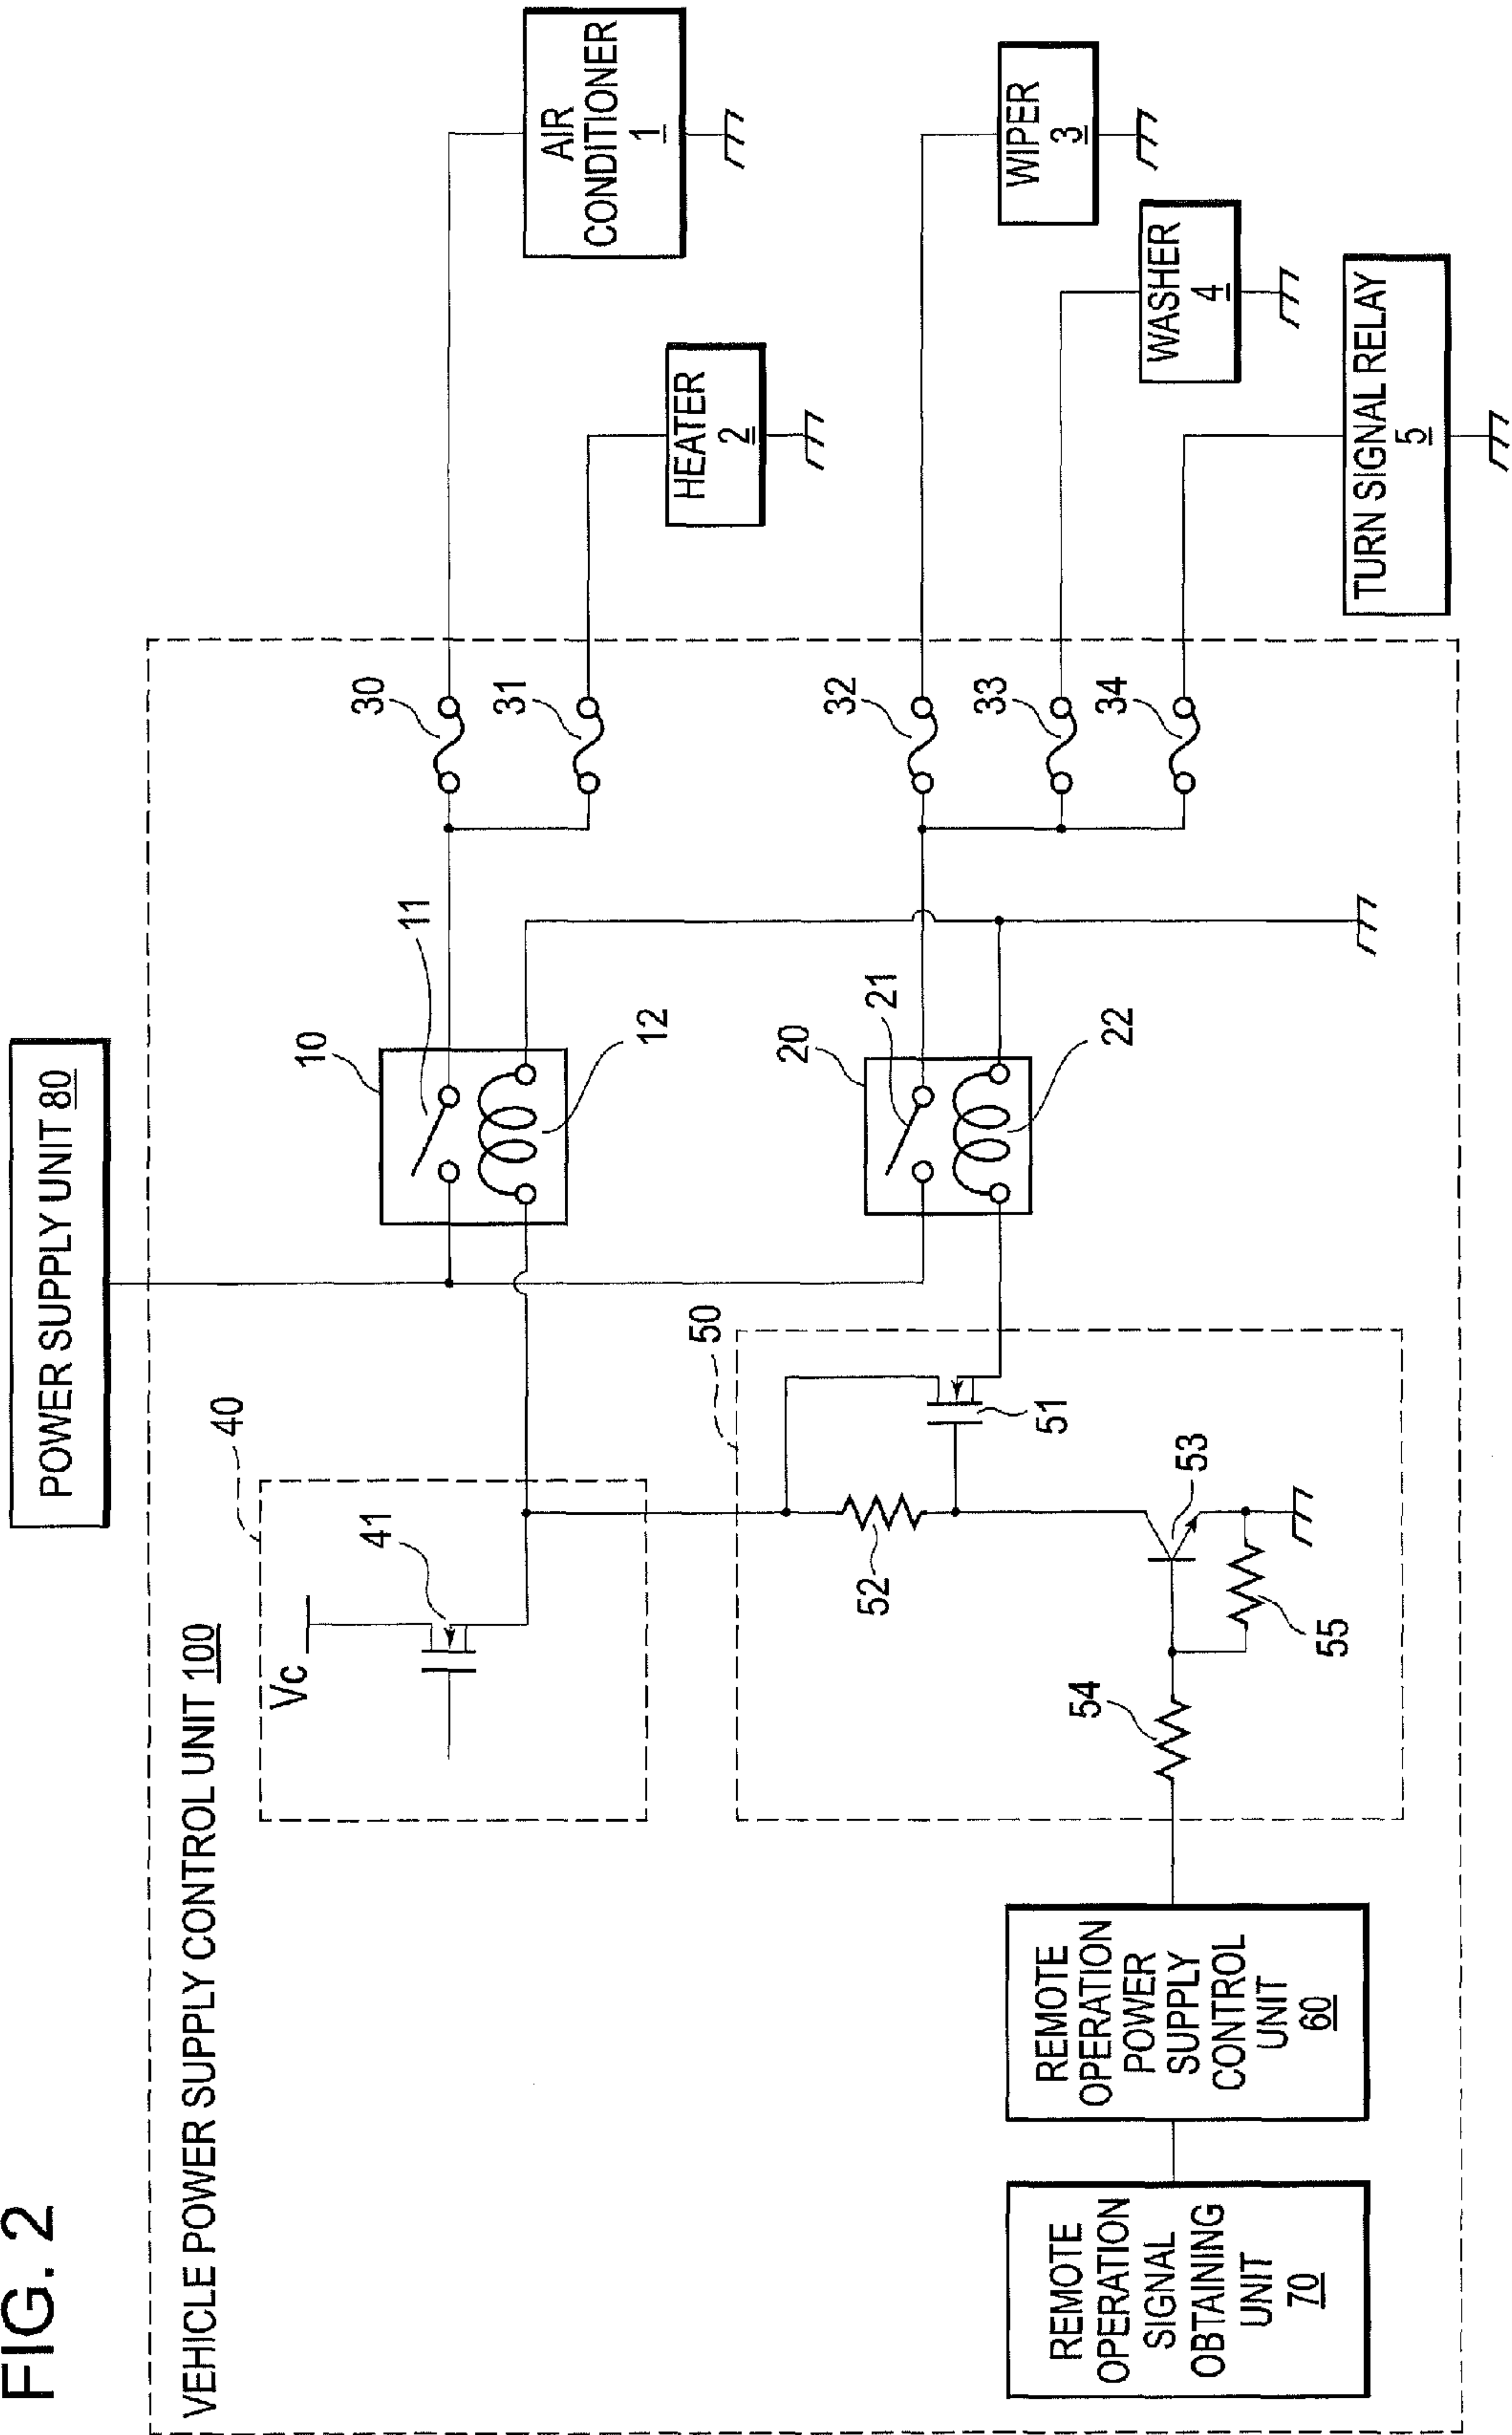 FIG. 2
POWER SUPPLY UNIT 80
VEHICLE POWER SUPPLY CONTROL UNIT 100
40
Vc
41
10
11
12
30
31
AIR
CONDITIONER
1
HEATER
2
50
51
52
53
54
55
20
21
22
32
33
34
WIPER
3
WASHER
4
TURN SIGNAL RELAY
5
REMOTE
OPERATION
SIGNAL
OBTAINING
UNIT
70
REMOTE
OPERATION
POWER
SUPPLY
CONTROL
UNIT
60